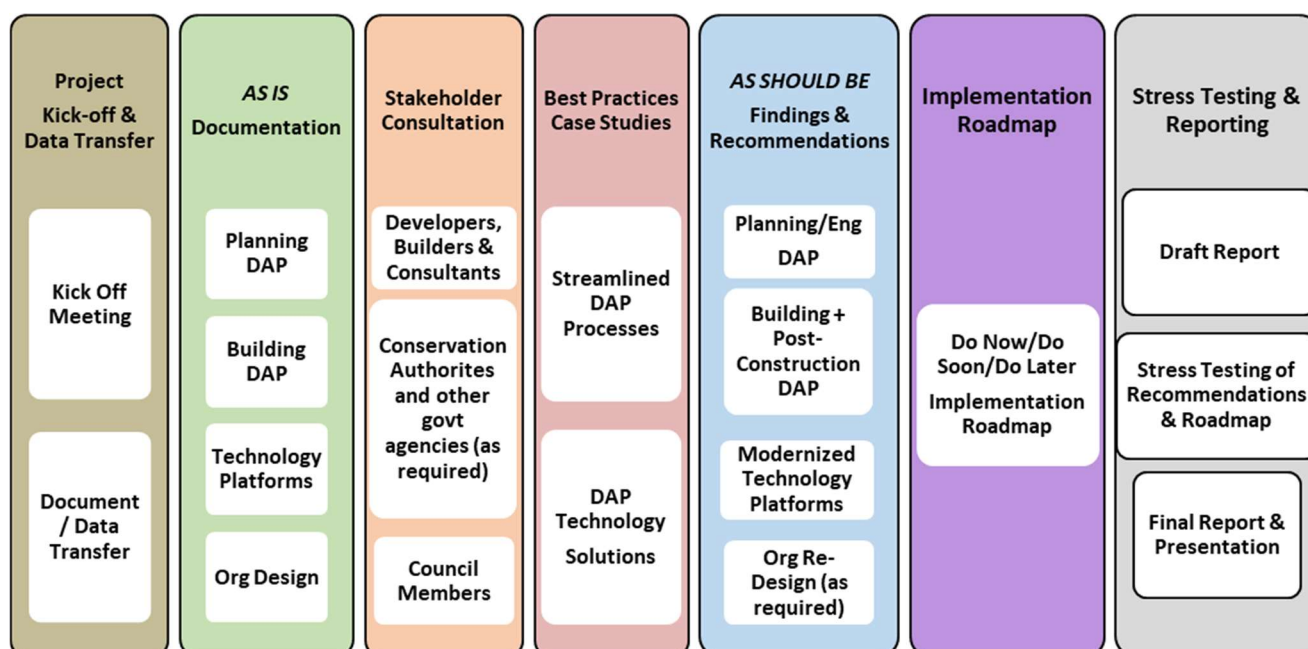 Project
Kick-off &
Data Transfer
Kick Off
Meeting
Document
/ Data
Transfer
AS IS
Documentation
Planning
DAP
Building
DAP
Technology
Platforms
Org Design
Stakeholder
Consultation
Developers,
Builders &
Consultants
Conservation
Authorites
and other
govt
agencies (as
required)
Council
Members
Best Practices
Case Studies
Streamlined
DAP
Processes
DAP
Technology
Solutions
AS SHOULD BE
Findings &
Recommendations
Planning/Eng
DAP
Building +
Post-
Construction
DAP
Modernized
Technology
Platforms
Org Re-
Design (as
required)
Implementation
Roadmap
Do Now/Do
Soon/Do Later
Implementation
Roadmap
Stress Testing &
Reporting
Draft Report
Stress Testing of
Recommendations
& Roadmap
Final Report &
Presentation